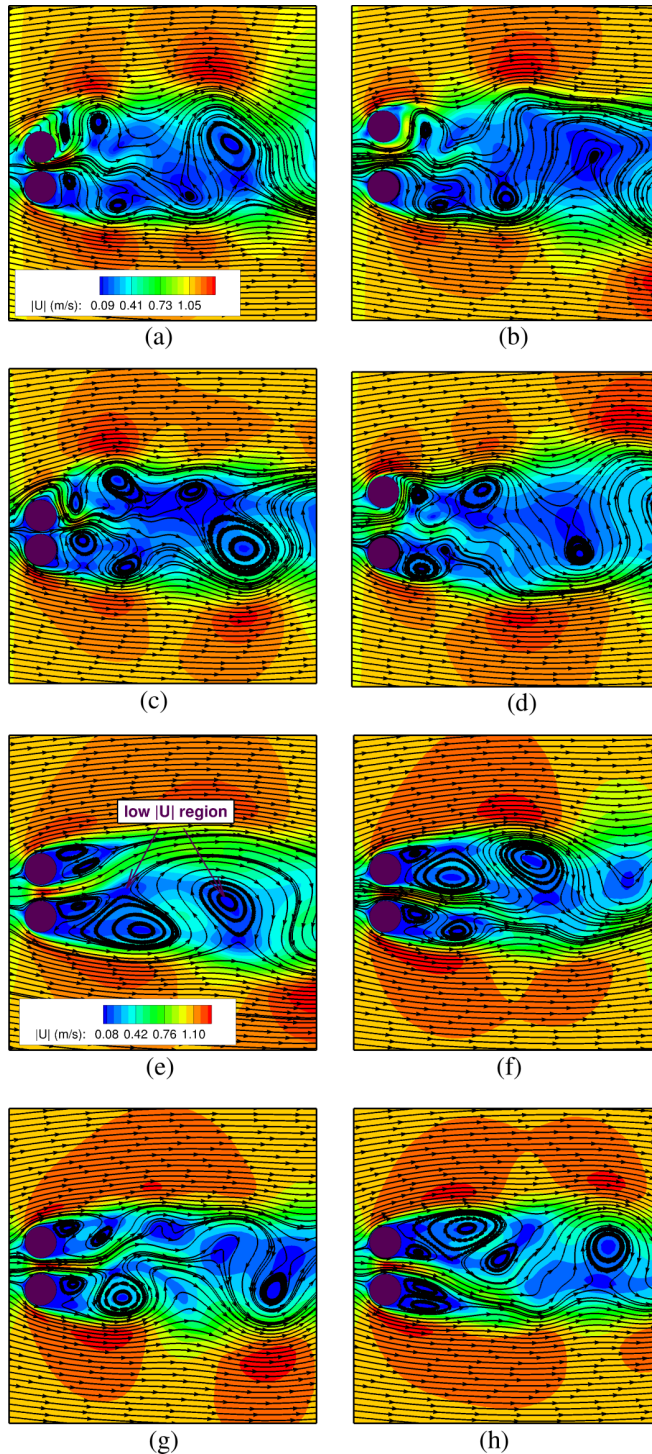 |U| (m/s): 0.09 0.41 0.73 1.05
(a)
(b)
(c)
(d)
low |U| region
|U| (m/s): 0.08 0.42 0.76 1.10
(e)
(f)
(g)
(h)